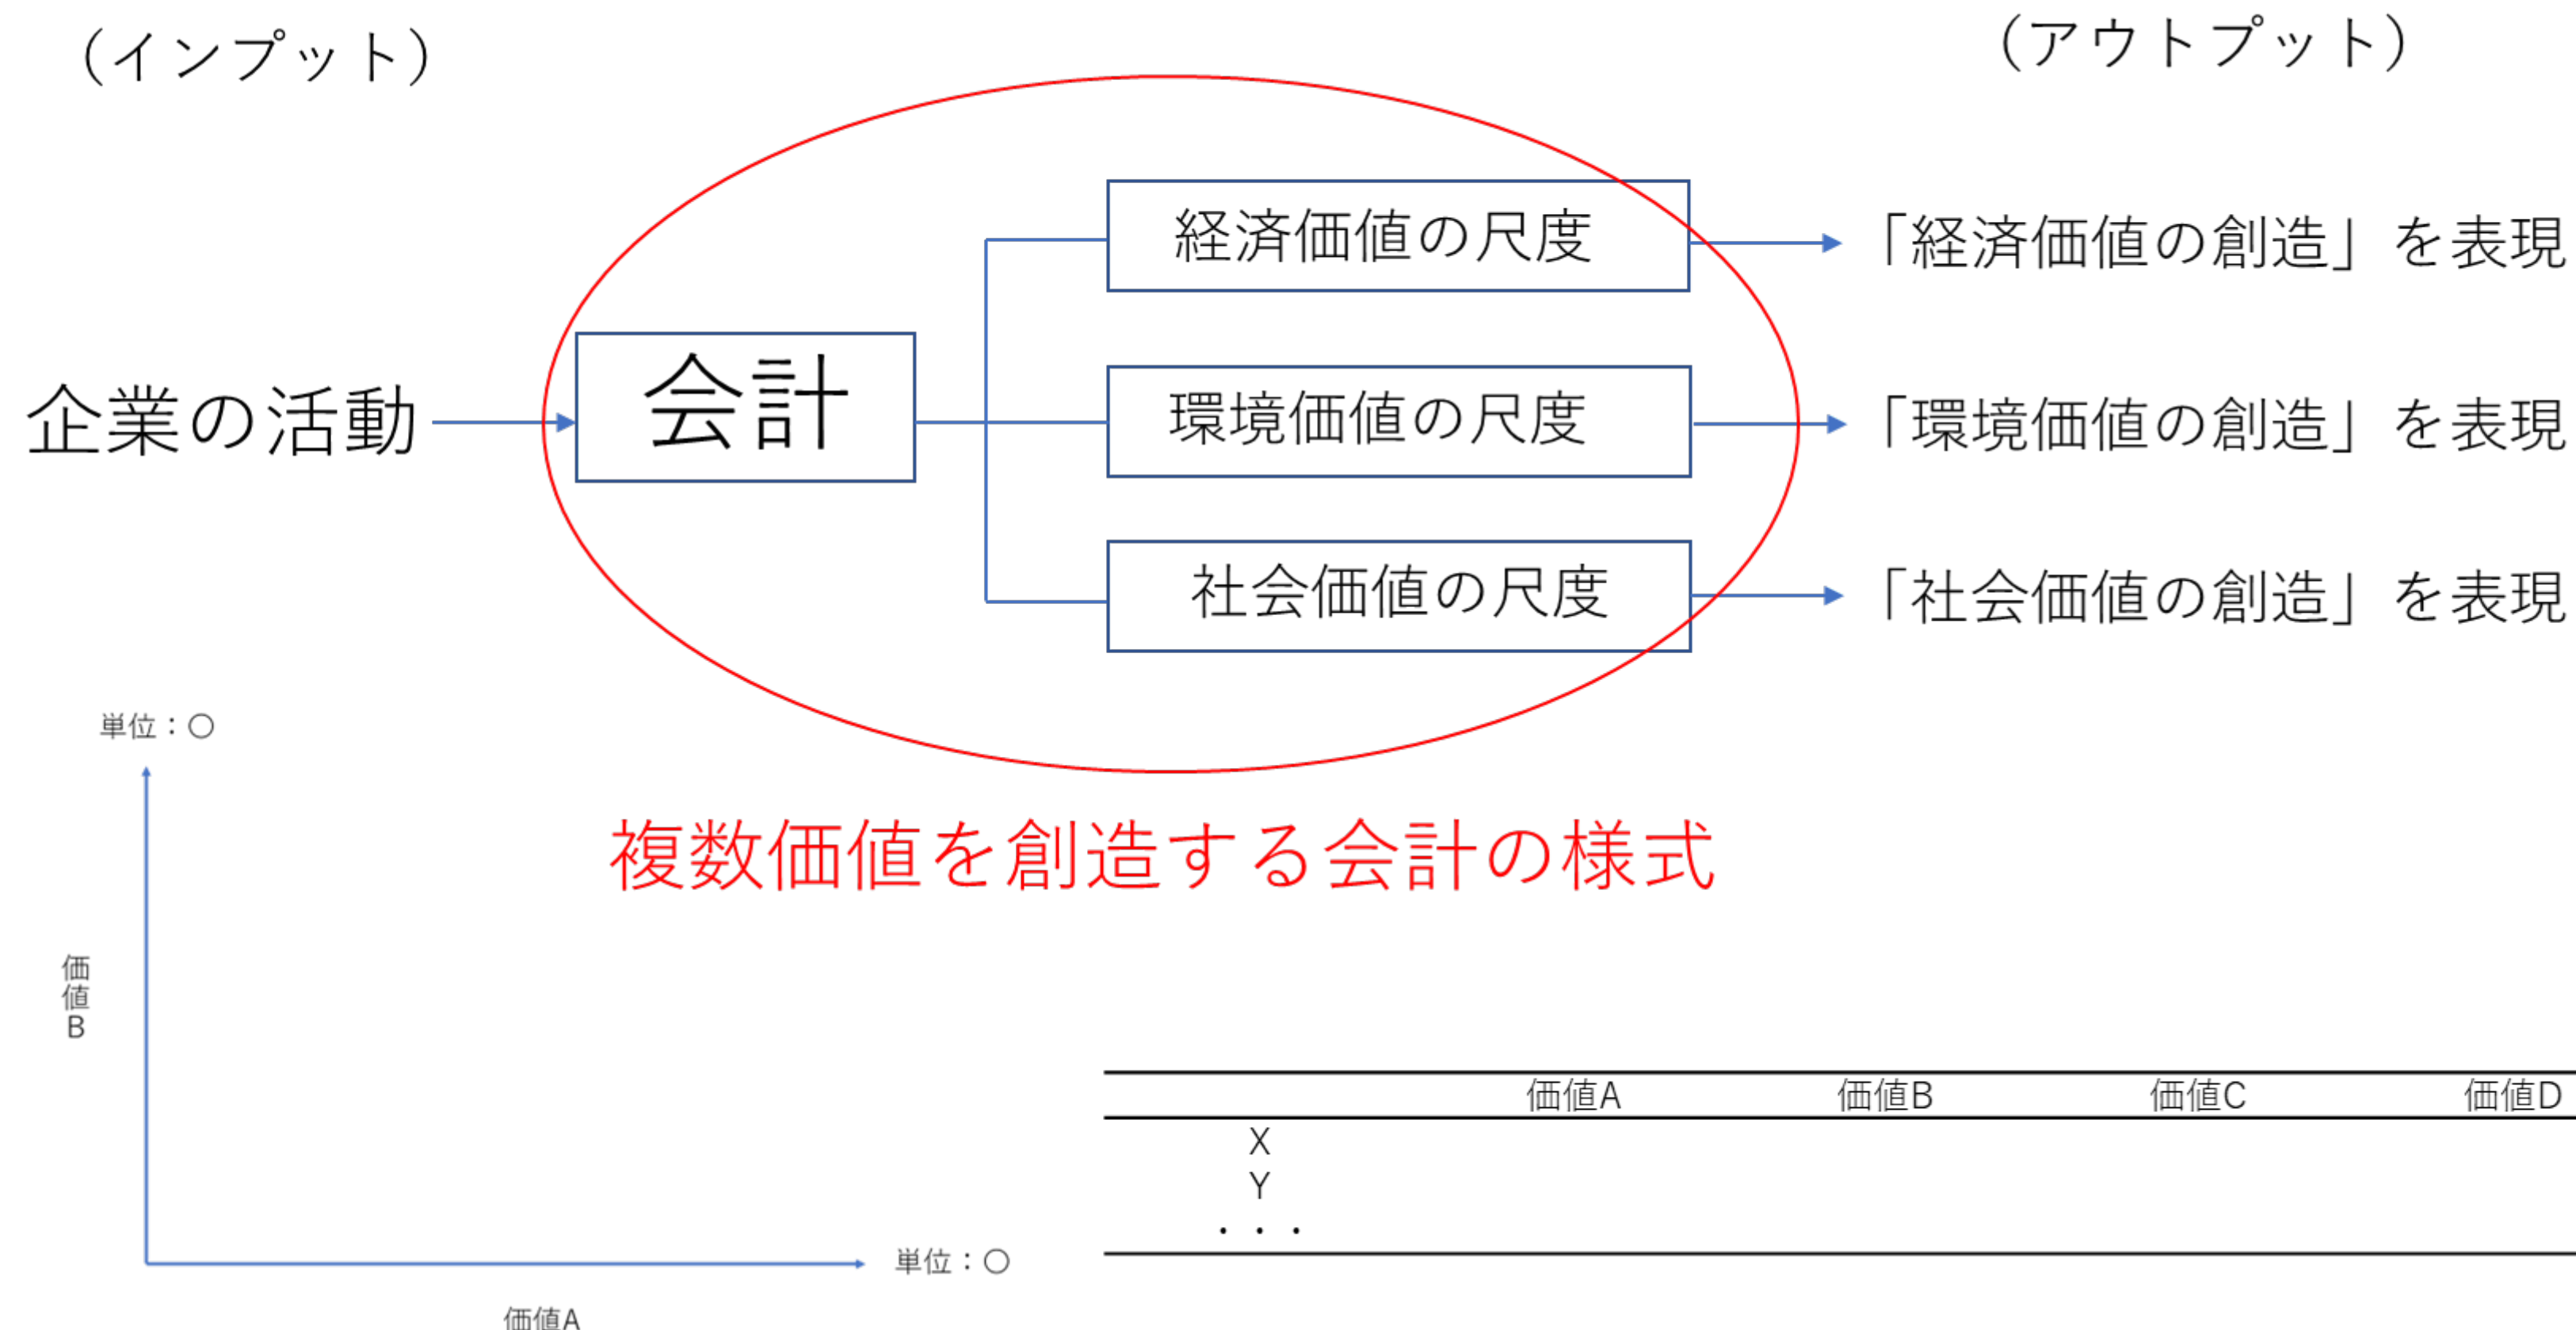 （インプット）
（アウトプット）
経済価値の尺度
「経済価値の創造」を表現
企業の活動
会計
環境価値の尺度
「環境価値の創造」を表現
社会価値の尺度
「社会価値の創造」を表現
複数価値を創造する会計の様式
単位：○
価値B
単位：○
価値A
価値A 価値B 価値C 価値D
X
Y
・・・